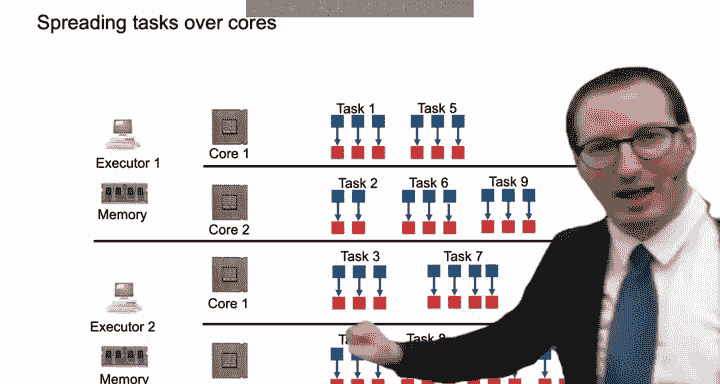 Spreading tasks over cores
Task 1 Task 5
Executor 1 Core 1
Task 2 Task 6 Task 9
Memory Core 2
Task 3 Task 7
Core 1
Executor 2
Memory